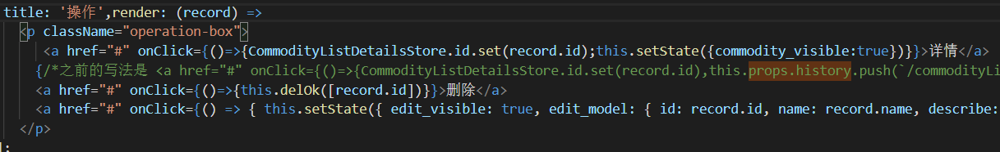 title: '操作',render: (record) =>
<p className="operation-box">
<a href="#" onClick={()=>{CommodityListDetailsStore.id.set(record.id);this.setState({commodity_visible:true})}}>详情</a>
{/*之前的写法是 <a href="#" onClick={()=>{CommodityListDetailsStore.id.set(record.id),this.props.history.push(`/commodityLi
<a href="#" onClick={()=>{this.delOk([record.id])}}>删除</a>
<a href="#" onClick={() => { this.setState({ edit_visible: true, edit_model: { id: record.id, name: record.name, describe:
</p>